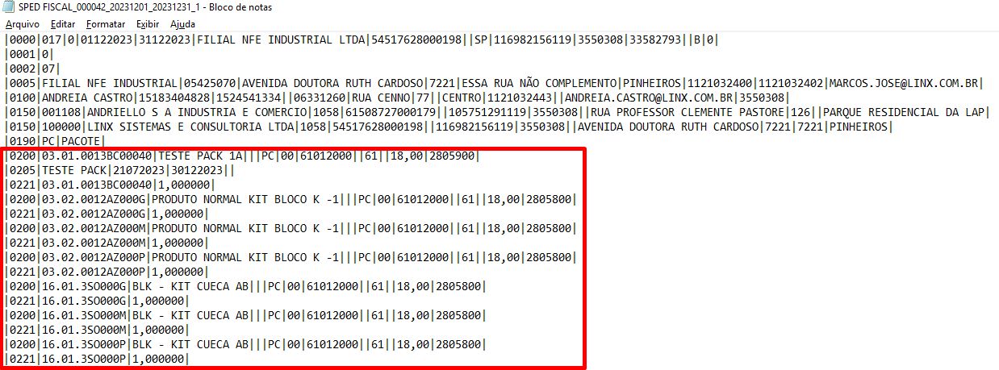 SPED FISCAL_000042_20231201_20231231_1 - Bloco de notas
Arquivo Editar Formatar Exibir Ajuda
|0000|017|0|01122023|31122023|FILIAL NFE INDUSTRIAL LTDA|54517628000198||SP|116982156119|3550308|33582793||B|0|
|0001|0|
|0002|07|
|0005|FILIAL NFE INDUSTRIAL|05425070|AVENIDA DOUTORA RUTH CARDOSO|7221|ESSA RUA NÃO COMPLEMENTO|PINHEIROS|1121032400|1121032402|MARCOS.JOSE@LINX.COM.BR|
|0100|ANDREIA CASTRO|15183404828|1524541334||06331260|RUA CENNO|77||CENTRO|1121032443||ANDREIA.CASTRO@LINX.COM.BR|3550308|
|0150|001108|ANDRIELLO S A INDUSTRIA E COMERCIO|1058|61508727000179||105751291119|3550308||RUA PROFESSOR CLEMENTE PASTORE|126||PARQUE RESIDENCIAL DA LAP|
|0150|100000|LINX SISTEMAS E CONSULTORIA LTDA|1058|54517628000198||116982156119|3550308||AVENIDA DOUTORA RUTH CARDOSO|7221|7221|PINHEIROS|
|0190|PC|PACOTE|
|0200|03.01.0013BC00040|TESTE PACK 1A|||PC|00|61012000||61||18,00|2805900|
|0205|TESTE PACK|21072023|30122023||
|0221|03.01.0013BC00040|1,000000|
|0200|03.02.0012AZ000G|PRODUTO NORMAL KIT BLOCO K -1|||PC|00|61012000||61||18,00|2805800|
|0221|03.02.0012AZ000G|1,000000|
|0200|03.02.0012AZ000M|PRODUTO NORMAL KIT BLOCO K -1|||PC|00|61012000||61||18,00|2805800|
|0221|03.02.0012AZ000M|1,000000|
|0200|03.02.0012AZ000P|PRODUTO NORMAL KIT BLOCO K -1|||PC|00|61012000||61||18,00|2805800|
|0221|03.02.0012AZ000P|1,000000|
|0200|16.01.3SO000G|BLK - KIT CUECA AB|||PC|00|61012000||61||18,00|2805800|
|0221|16.01.3SO000G|1,000000|
|0200|16.01.3SO000M|BLK - KIT CUECA AB|||PC|00|61012000||61||18,00|2805800|
|0221|16.01.3SO000M|1,000000|
|0200|16.01.3SO000P|BLK - KIT CUECA AB|||PC|00|61012000||61||18,00|2805800|
|0221|16.01.3SO000P|1,000000|